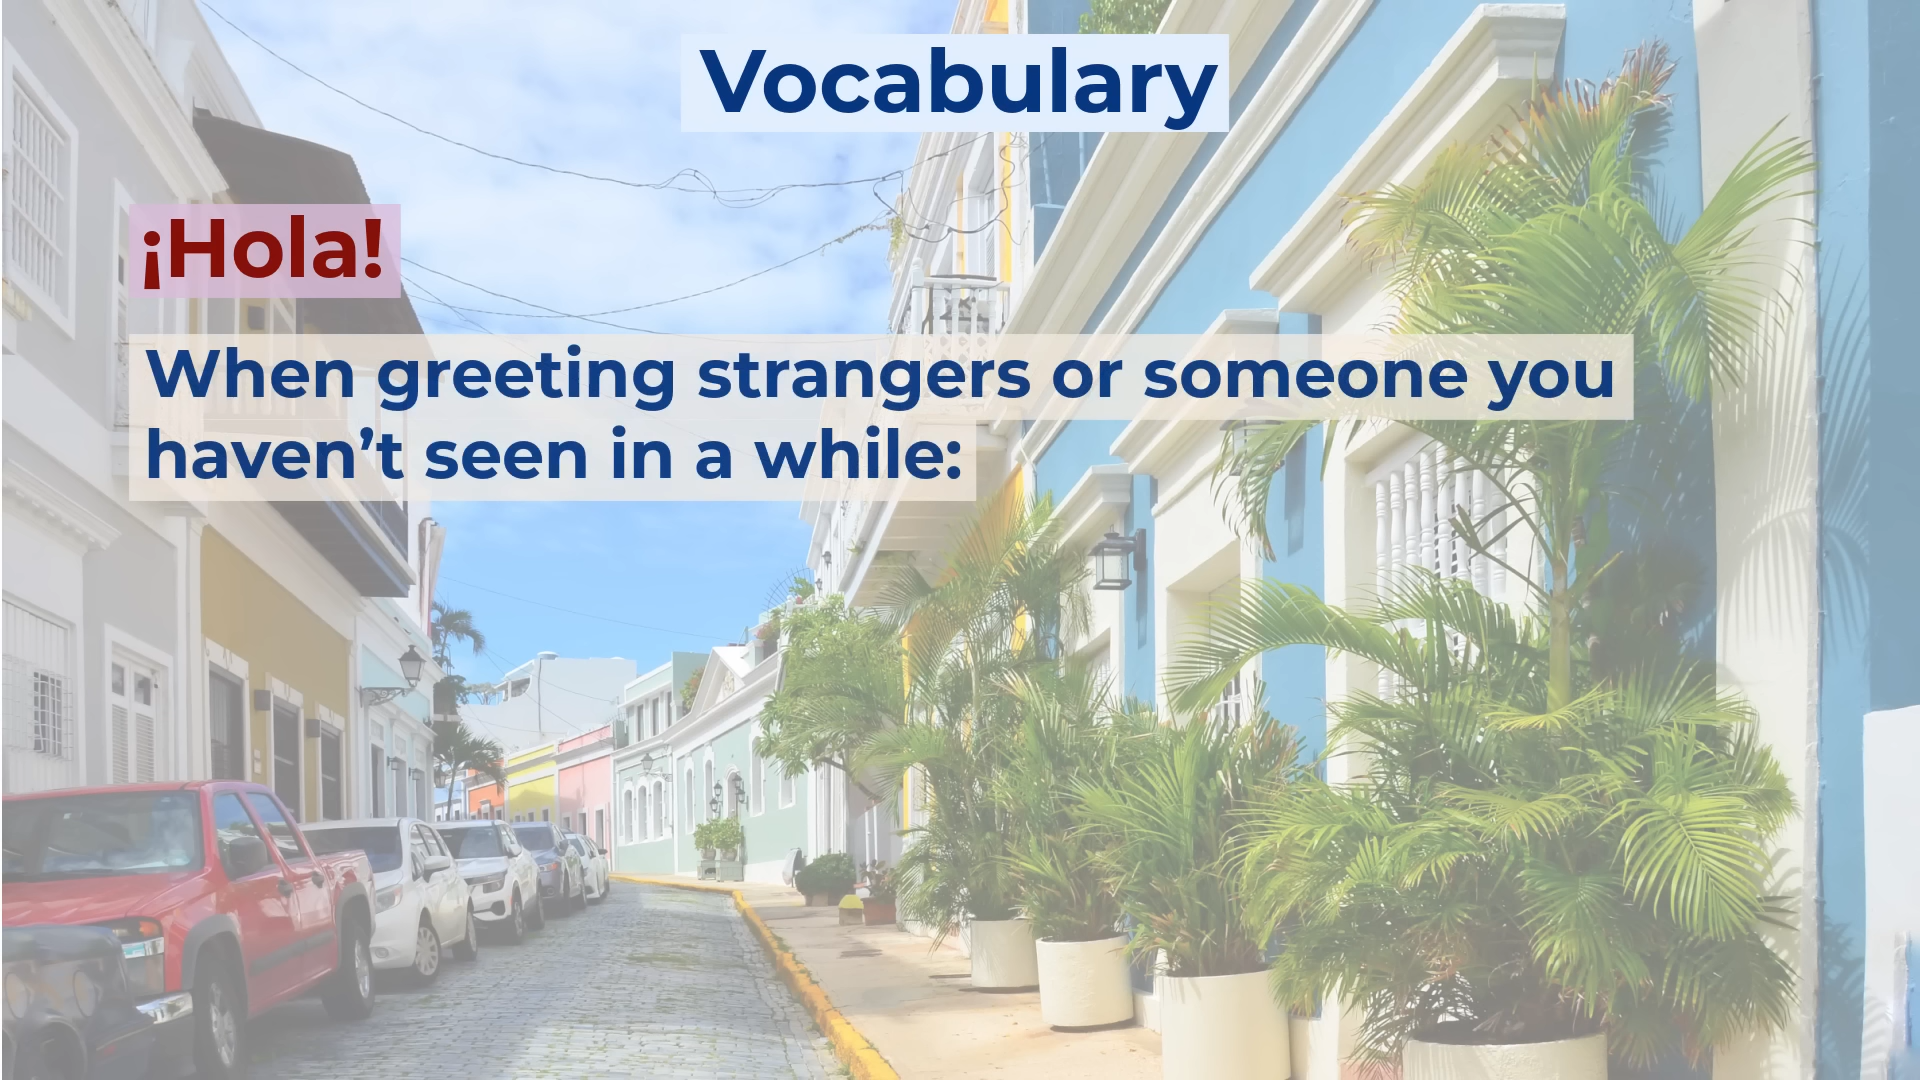 Vocabulary
¡Hola!
When greeting strangers or someone you
haven’t seen in a while: